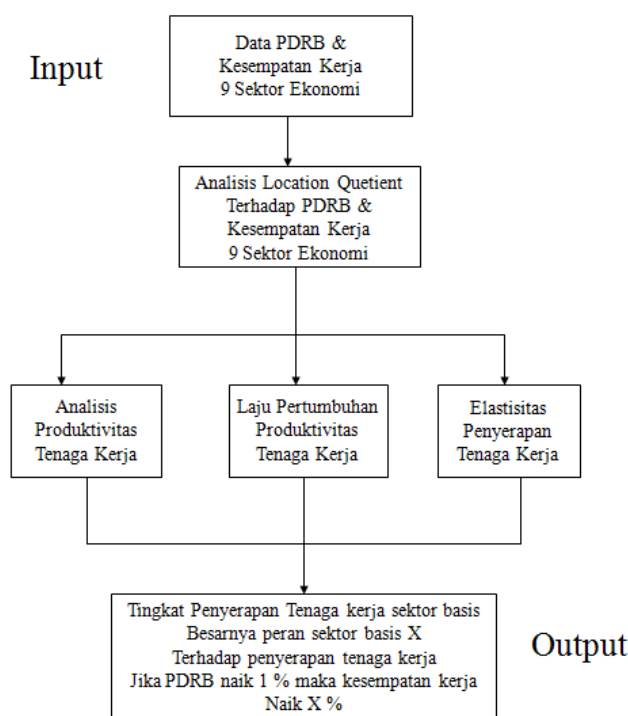 Input
Data PDRB &
Kesempatan Kerja
9 Sektor Ekonomi
Analisis Location Quetient
Terhadap PDRB &
Kesempatan Kerja
9 Sektor Ekonomi
Analisis
Produktivitas
Tenaga Kerja
Laju Pertumbuhan
Produktivitas
Tenaga Kerja
Elastisitas
Penyerapan
Tenaga Kerja
Tingkat Penyerapan Tenaga kerja sektor basis
Besarnya peran sektor basis X
Terhadap penyerapan tenaga kerja
Jika PDRB naik 1 % maka kesempatan kerja
Naik X %
Output